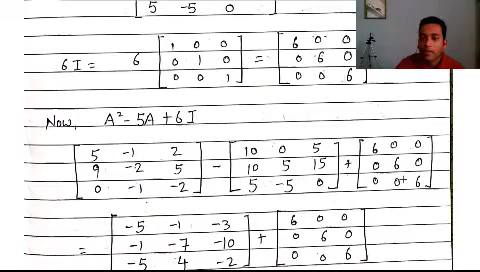 5 -5 0
6I = 6 [1 0 0; 0 1 0; 0 0 1] = [6 0 0; 0 6 0; 0 0 6]
Now, A² - 5A + 6I
[5 -1 2; 9 -2 5; 0 -1 -2] - [10 0 5; 10 5 15; 5 -5 0] + [6 0 0; 0 6 0; 0 0 6]
= [-5 -1 -3; -1 -7 -10; -5 4 -2] + [6 0 0; 0 6 0; 0 0 6]